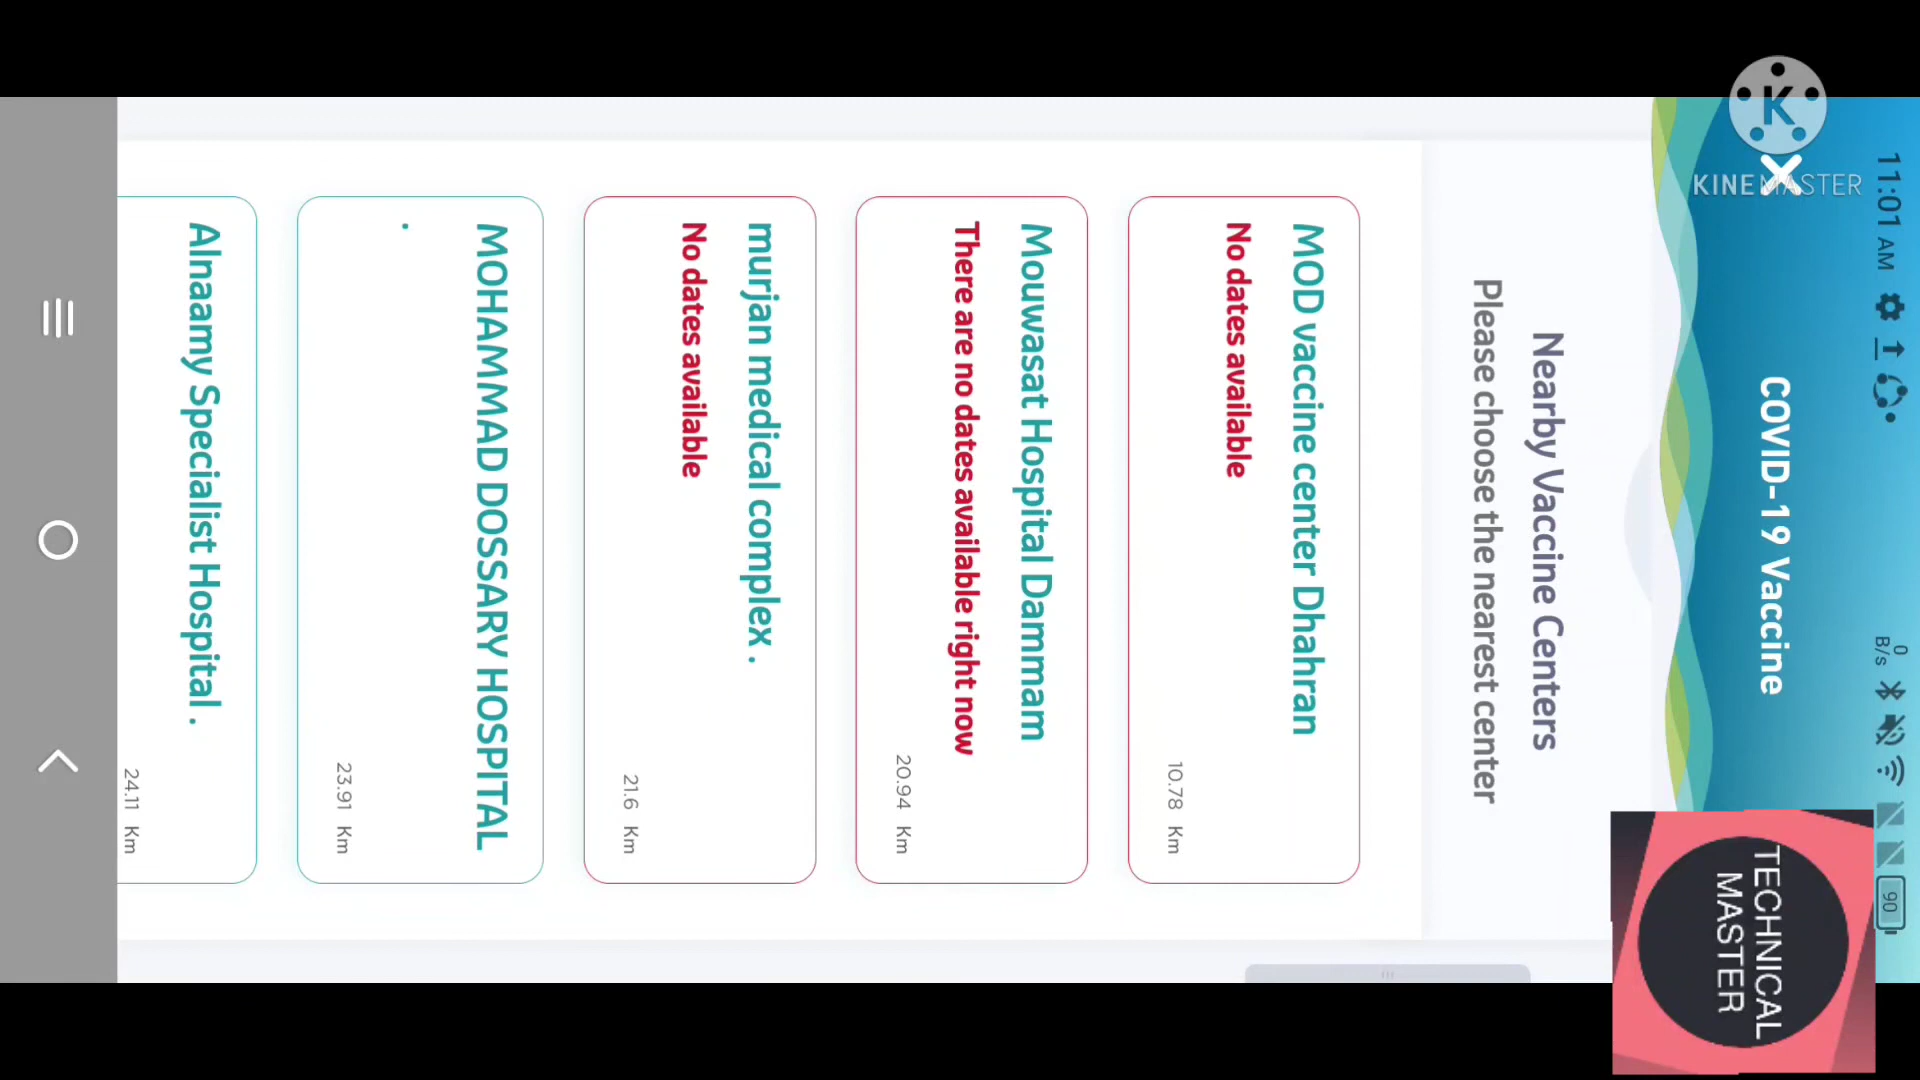 11:01 AM
0
B/s
90
COVID-19 Vaccine
Nearby Vaccine Centers
Please choose the nearest center
MOD vaccine center Dhahran
No dates available
10.78 Km
Mouwasat Hospital Dammam
There are no dates available right now
20.94 Km
murjan medical complex .
No dates available
21.6 Km
MOHAMMAD DOSSARY HOSPITAL
.
23.91 Km
Alnaamy Specialist Hospital .
24.11 Km
K
KINEMASTER
TECHNICAL
MASTER